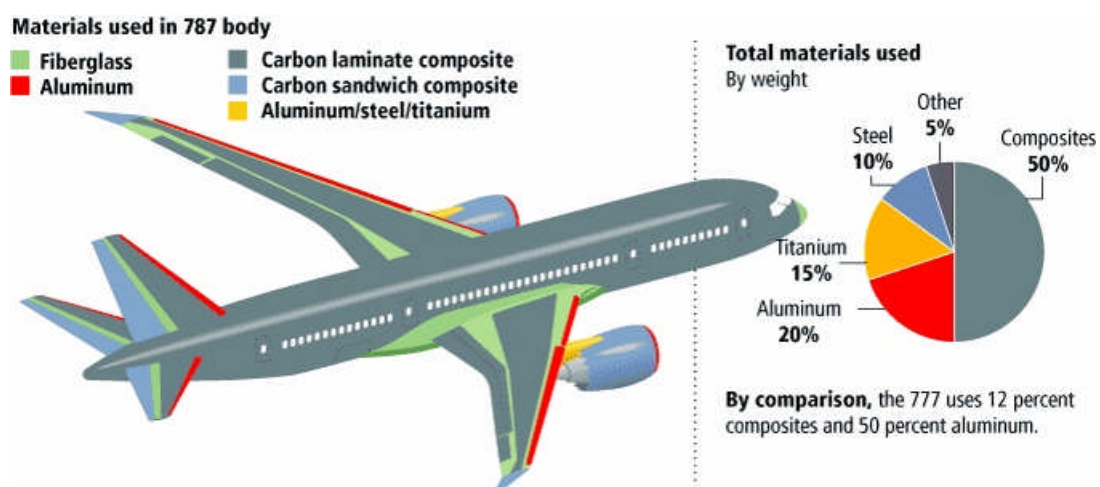 Materials used in 787 body
Fiberglass
Aluminum
Carbon laminate composite
Carbon sandwich composite
Aluminum/steel/titanium
Total materials used
By weight
Other
5%
Steel
10%
Composites
50%
Titanium
15%
Aluminum
20%
By comparison, the 777 uses 12 percent
composites and 50 percent aluminum.